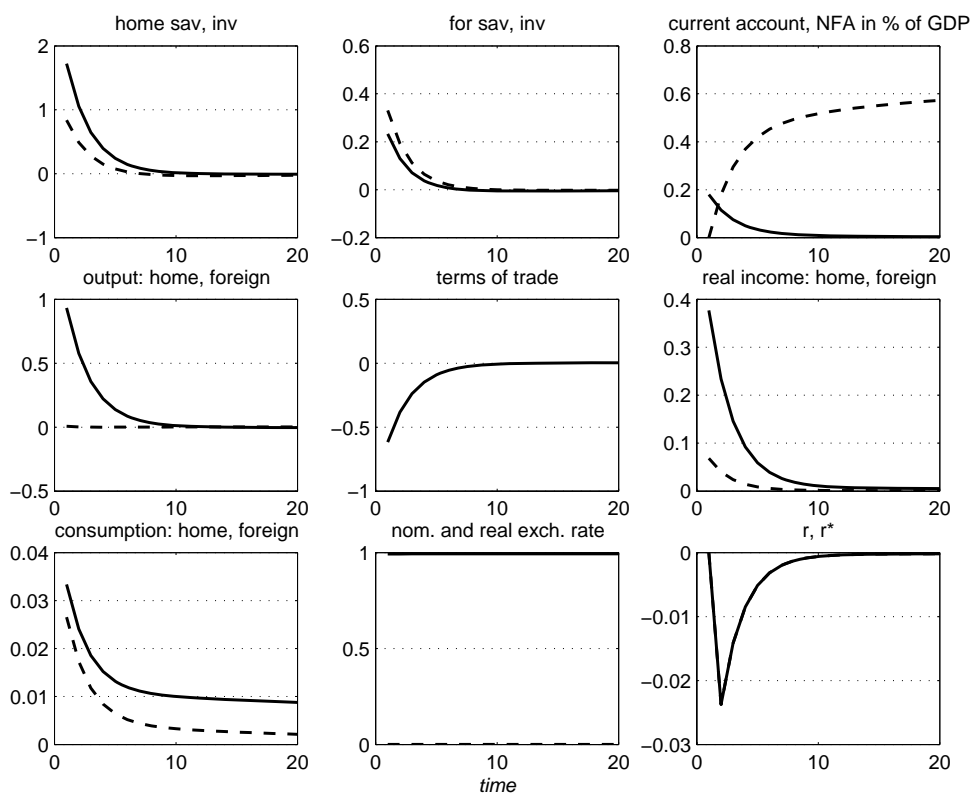 home sav, inv
2
1
0
−1
0 10 20
for sav, inv
0.6
0.4
0.2
0
−0.2
0 10 20
current account, NFA in % of GDP
0.8
0.6
0.4
0.2
0
0 10 20
output: home, foreign
1
0.5
0
−0.5
0 10 20
terms of trade
0.5
0
−0.5
−1
0 10 20
real income: home, foreign
0.4
0.3
0.2
0.1
0
0 10 20
consumption: home, foreign
0.04
0.03
0.02
0.01
0
0 10 20
nom. and real exch. rate
1
0.5
0
0 10 20
time
r, r*
0
−0.01
−0.02
−0.03
0 10 20